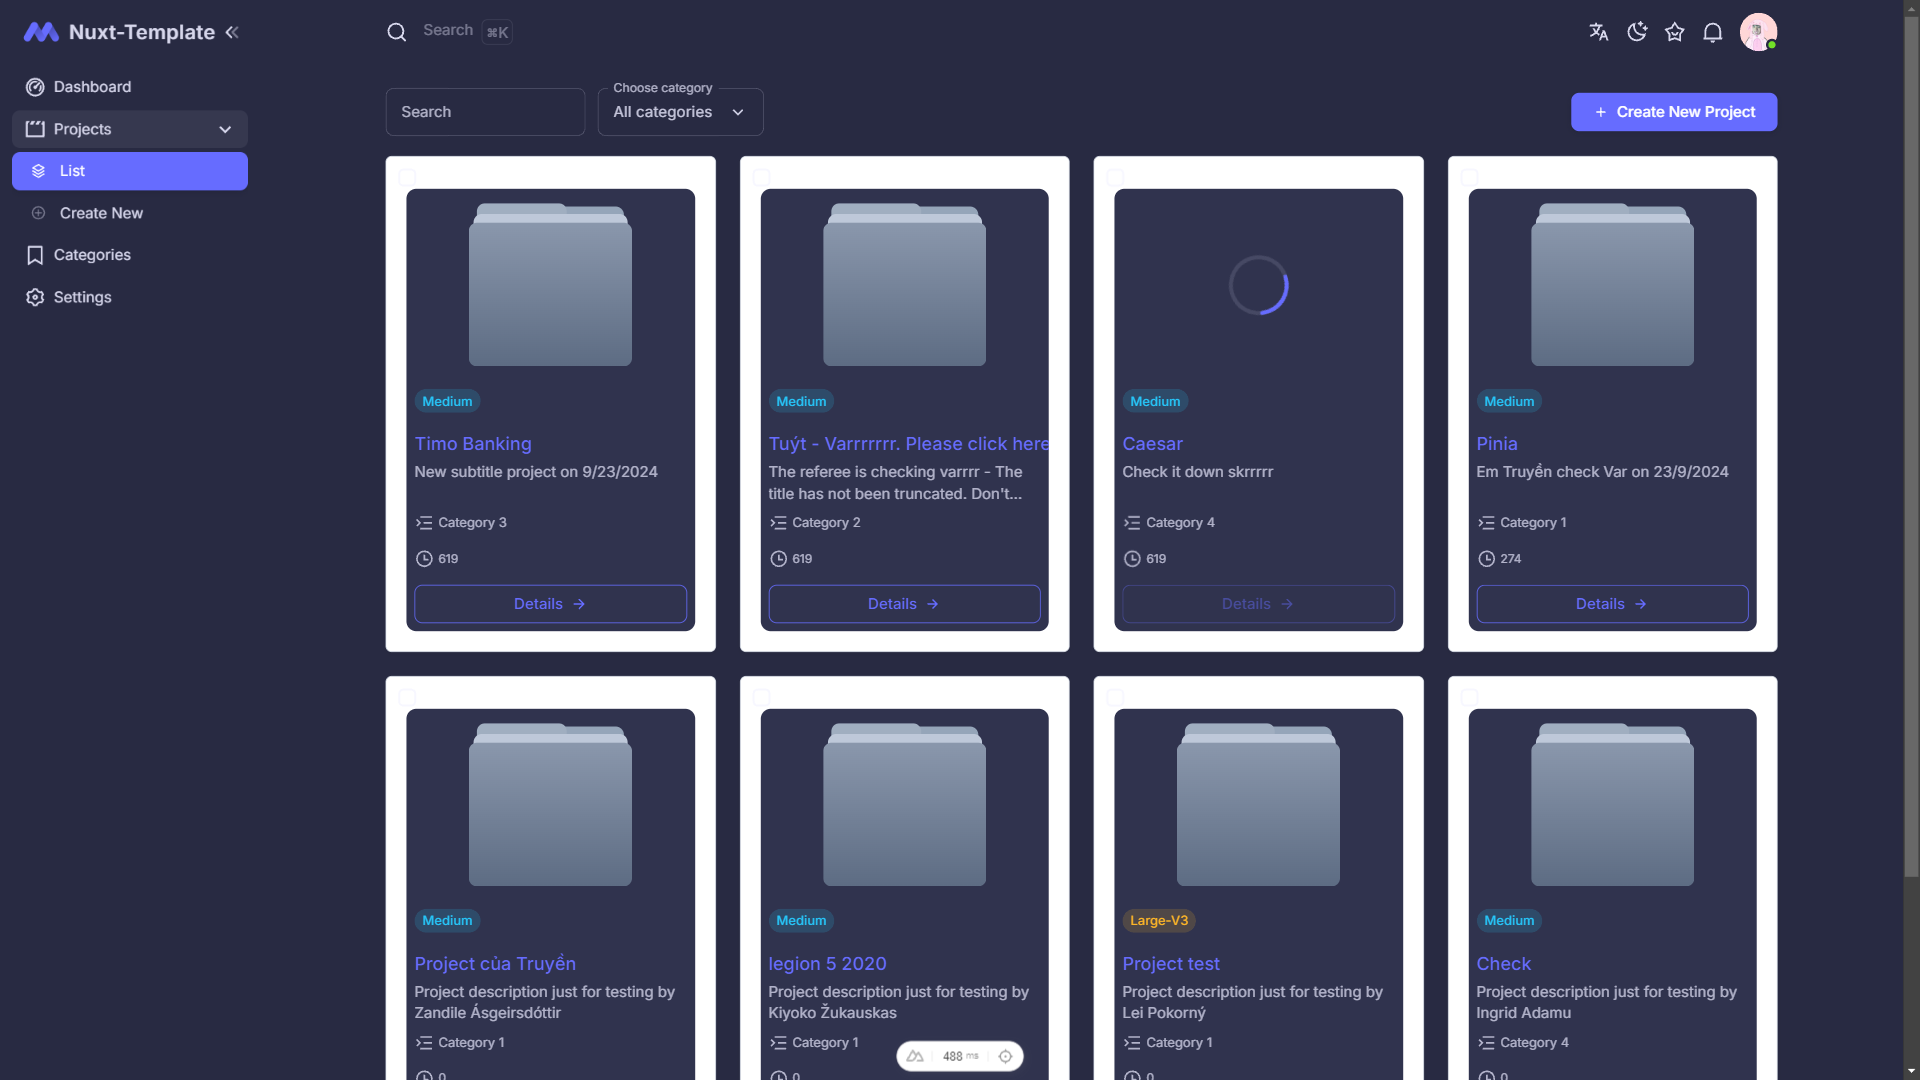 Nuxt-Template
Search ⌘K
Dashboard
Projects
List
Create New
Categories
Settings
Search
Choose category
All categories
+ Create New Project
Medium
Timo Banking
New subtitle project on 9/23/2024
Category 3
619
Details →
Medium
Tuýt - Varrrrrrr. Please click here
The referee is checking varrrr - The
title has not been truncated. Don't...
Category 2
619
Details →
Medium
Caesar
Check it down skrrrrr
Category 4
619
Details →
Medium
Pinia
Em Truyền check Var on 23/9/2024
Category 1
274
Details →
Medium
Project của Truyền
Project description just for testing by
Zandile Ásgeirsdóttir
Category 1
0
Medium
legion 5 2020
Project description just for testing by
Kiyoko Žukauskas
Category 1
0
Large-V3
Project test
Project description just for testing by
Lei Pokorný
Category 1
0
Medium
Check
Project description just for testing by
Ingrid Adamu
Category 4
0
488 ms